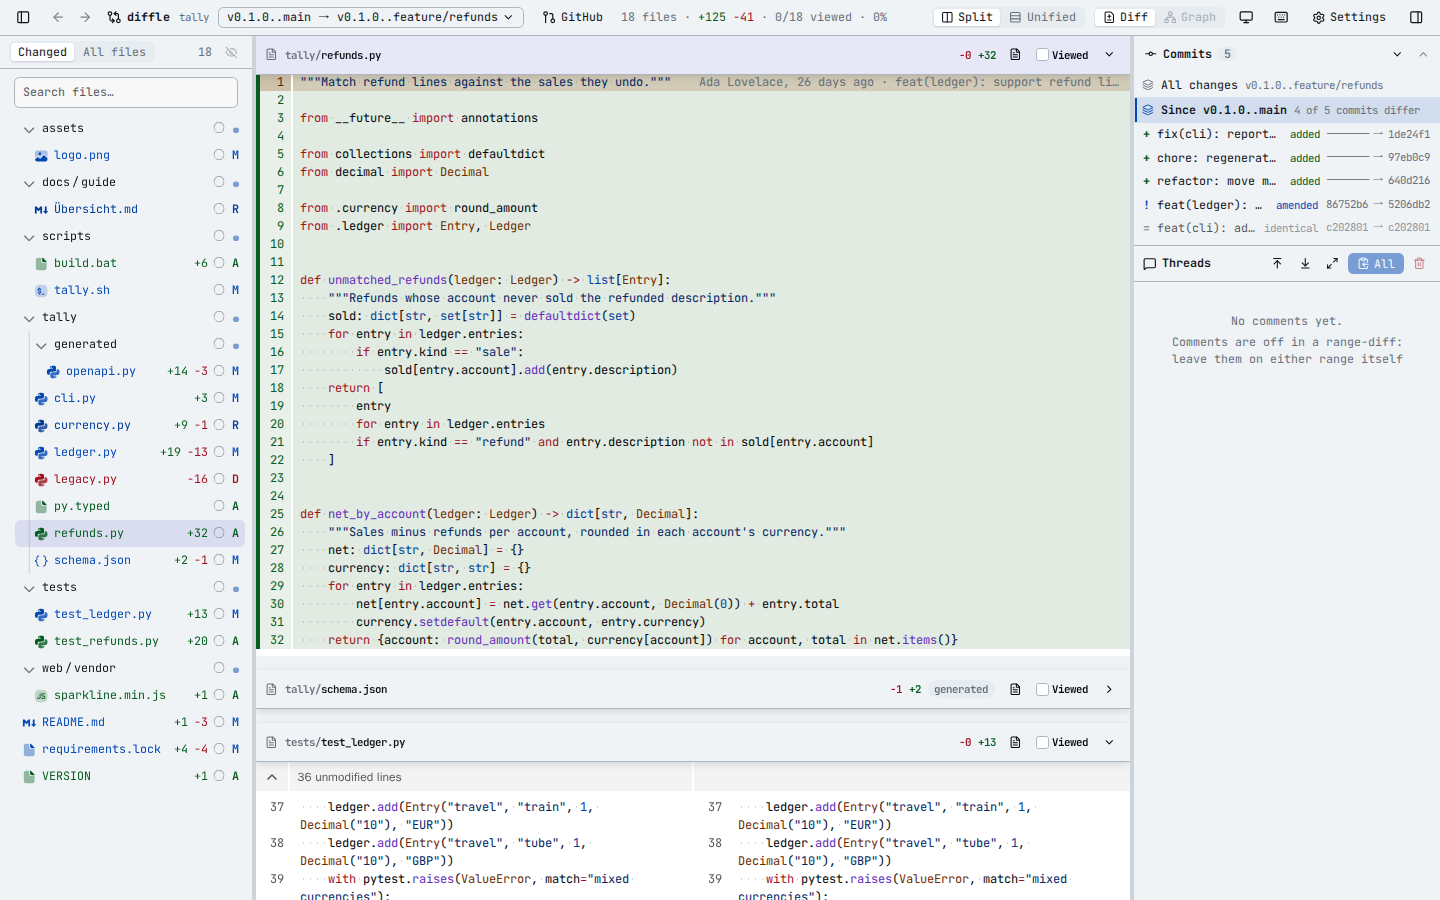 diffle tally v0.1.0..main → v0.1.0..feature/refunds GitHub 18 files · +125 -41 · 0/18 viewed · 0% Split Unified Diff Graph Settings
Changed All files 18
Search files…
assets
logo.png M
docs/guide
Übersicht.md R
scripts
build.bat +6 A
tally.sh M
tally
generated
openapi.py +14 -3 M
cli.py +3 M
currency.py +9 -1 R
ledger.py +19 -13 M
legacy.py -16 D
py.typed A
refunds.py +32 A
schema.json +2 -1 M
tests
test_ledger.py +13 M
test_refunds.py +20 A
web/vendor
sparkline.min.js +1 A
README.md +1 -3 M
requirements.lock +4 -4 M
VERSION +1 A
tally/refunds.py -0 +32 Viewed
1 """Match refund lines against the sales they undo.""" Ada Lovelace, 26 days ago · feat(ledger): support refund li…
2
3 from __future__ import annotations
4
5 from collections import defaultdict
6 from decimal import Decimal
7
8 from .currency import round_amount
9 from .ledger import Entry, Ledger
10
11
12 def unmatched_refunds(ledger: Ledger) -> list[Entry]:
13 """Refunds whose account never sold the refunded description."""
14 sold: dict[str, set[str]] = defaultdict(set)
15 for entry in ledger.entries:
16 if entry.kind == "sale":
17 sold[entry.account].add(entry.description)
18 return [
19 entry
20 for entry in ledger.entries
21 if entry.kind == "refund" and entry.description not in sold[entry.account]
22 ]
23
24
25 def net_by_account(ledger: Ledger) -> dict[str, Decimal]:
26 """Sales minus refunds per account, rounded in each account's currency."""
27 net: dict[str, Decimal] = {}
28 currency: dict[str, str] = {}
29 for entry in ledger.entries:
30 net[entry.account] = net.get(entry.account, Decimal(0)) + entry.total
31 currency.setdefault(entry.account, entry.currency)
32 return {account: round_amount(total, currency[account]) for account, total in net.items()}
tally/schema.json -1 +2 generated Viewed
tests/test_ledger.py -0 +13 Viewed
36 unmodified lines
37 ledger.add(Entry("travel", "train", 1, 37 ledger.add(Entry("travel", "train", 1,
Decimal("10"), "EUR")) Decimal("10"), "EUR"))
38 ledger.add(Entry("travel", "tube", 1, 38 ledger.add(Entry("travel", "tube", 1,
Decimal("10"), "GBP")) Decimal("10"), "GBP"))
39 with pytest.raises(ValueError, match="mixed 39 with pytest.raises(ValueError, match="mixed
currencies"): currencies"):
Commits 5
All changes v0.1.0..feature/refunds
Since v0.1.0..main 4 of 5 commits differ
+ fix(cli): report… added → 1de24f1
+ chore: regenerat… added → 97eb0c9
+ refactor: move m… added → 640d216
! feat(ledger): … amended 86752b6 → 5206db2
= feat(cli): ad… identical c202801 → c202801
Threads All
No comments yet.
Comments are off in a range-diff:
leave them on either range itself